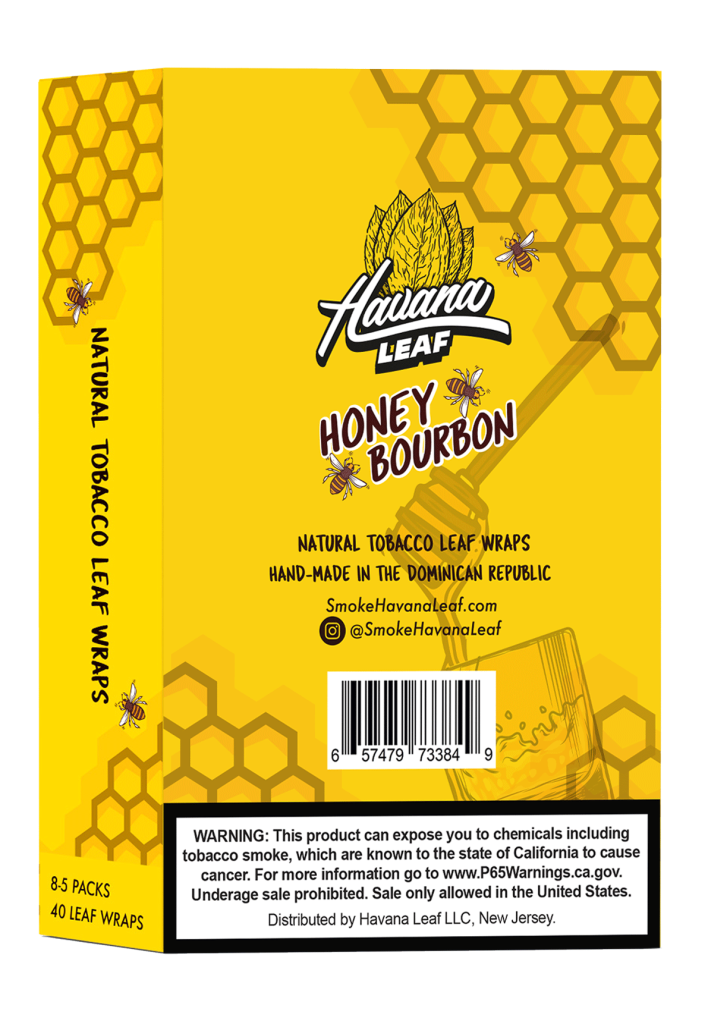 NATURAL TOBACCO LEAF WRAPS
8-5 PACKS
40 LEAF WRAPS
Havana
LEAF
HONEY
BOURBON
NATURAL TOBACCO LEAF WRAPS
HAND-MADE IN THE DOMINICAN REPUBLIC
SmokeHavanaLeaf.com
@SmokeHavanaLeaf
6 57479 73384 9
WARNING: This product can expose you to chemicals including
tobacco smoke, which are known to the state of California to cause
cancer. For more information go to www.P65Warnings.ca.gov.
Underage sale prohibited. Sale only allowed in the United States.
Distributed by Havana Leaf LLC, New Jersey.